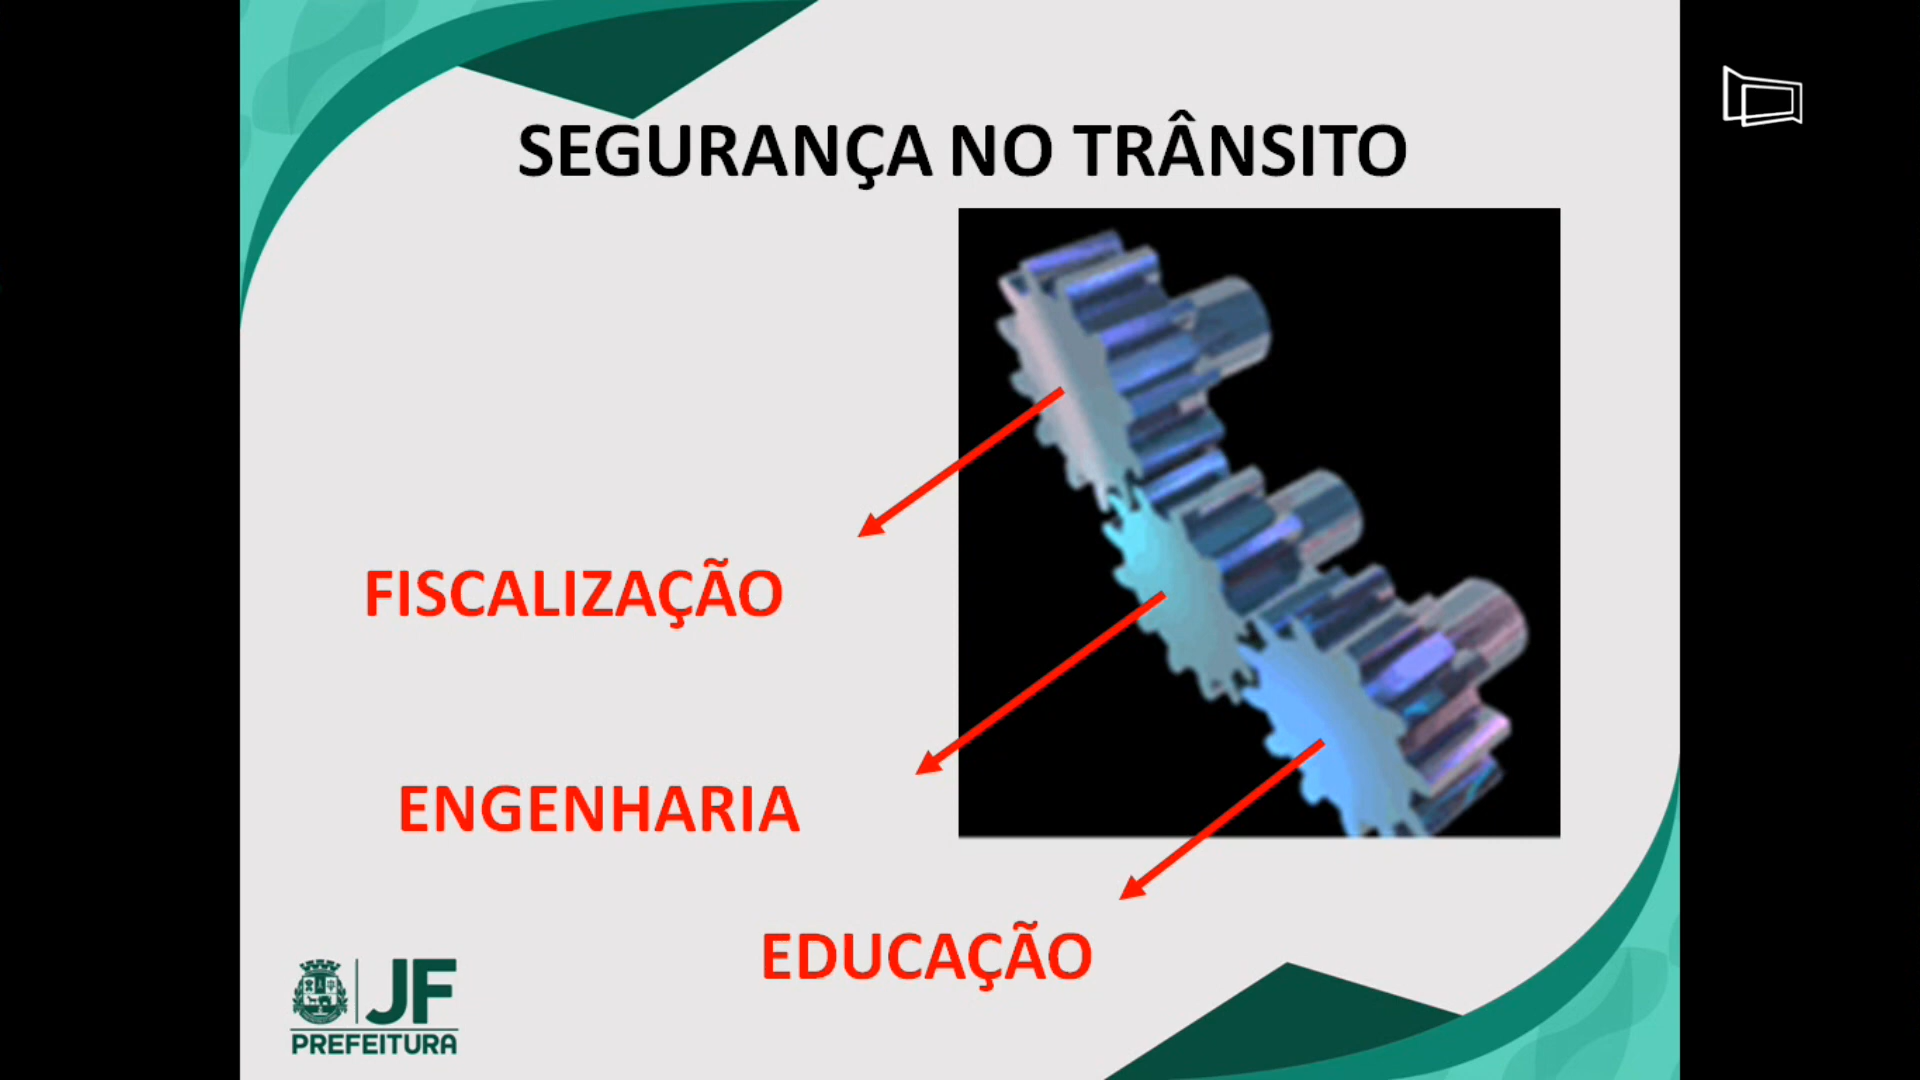 SEGURANÇA NO TRÂNSITO
FISCALIZAÇÃO
ENGENHARIA
EDUCAÇÃO
JF
PREFEITURA